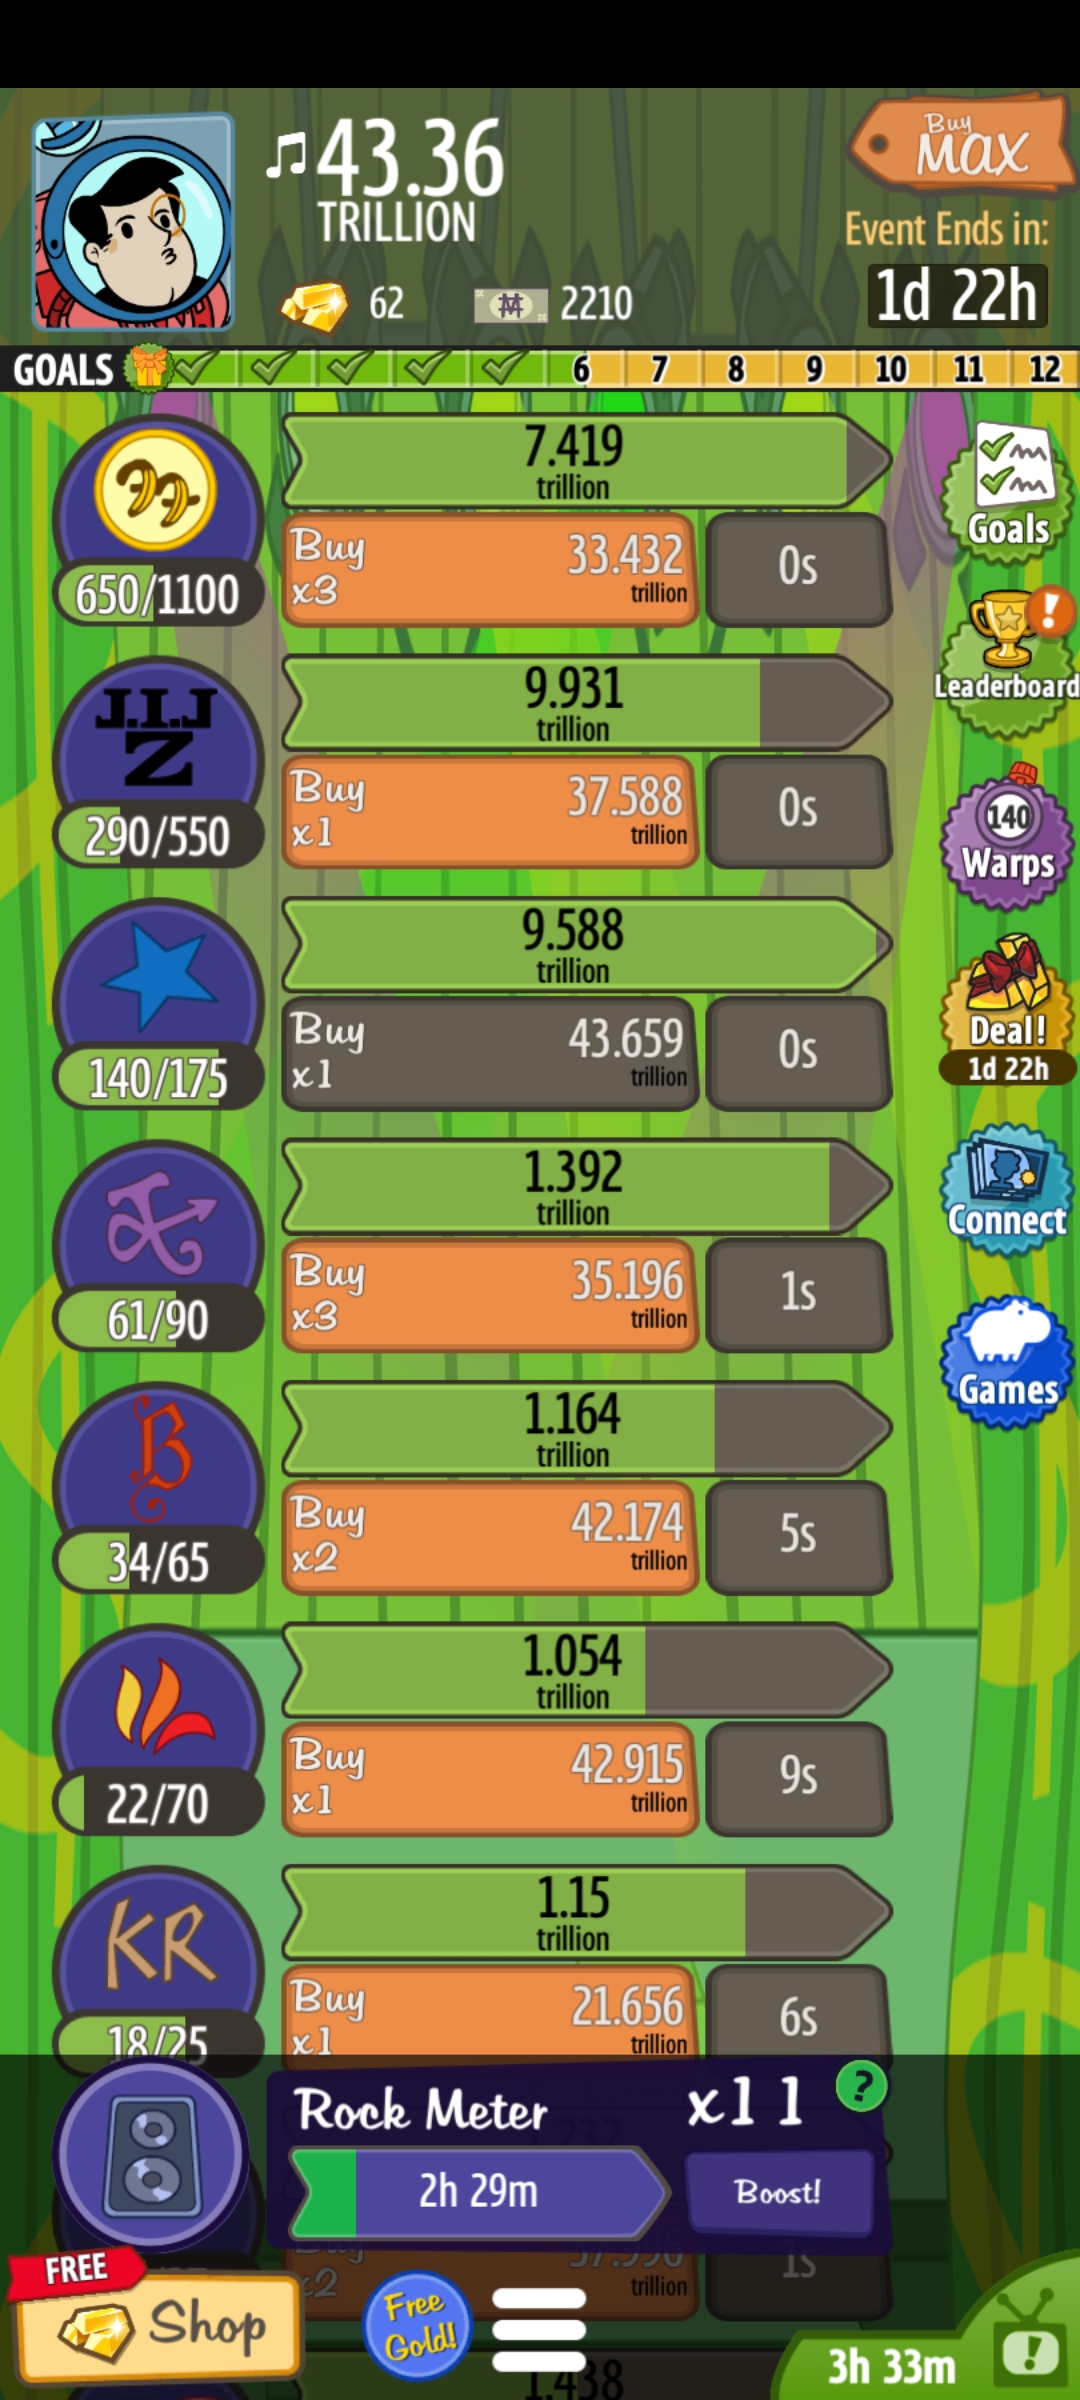 43.36
TRILLION
Buy
MAX
Event Ends in:
1d 22h
62
2210
GOALS 6 7 8 9 10 11 12
7.419
trillion
650/1100
Buy
x3
33.432
trillion
0s
Goals
J.I.J
Z
9.931
trillion
290/550
Buy
x1
37.588
trillion
0s
Leaderboard
140
Warps
9.588
trillion
140/175
Buy
x1
43.659
trillion
0s
Deal!
1d 22h
1.392
trillion
61/90
Buy
x3
35.196
trillion
1s
Connect
Games
B
1.164
trillion
34/65
Buy
x2
42.174
trillion
5s
1.054
trillion
22/70
Buy
x1
42.915
trillion
9s
KR
1.15
trillion
18/25
Buy
x1
21.656
trillion
6s
Rock Meter
x11
?
2h 29m
Boost!
Buy
x2
37.996
trillion
1s
FREE
Shop
Free
Gold!
1.438
3h 33m